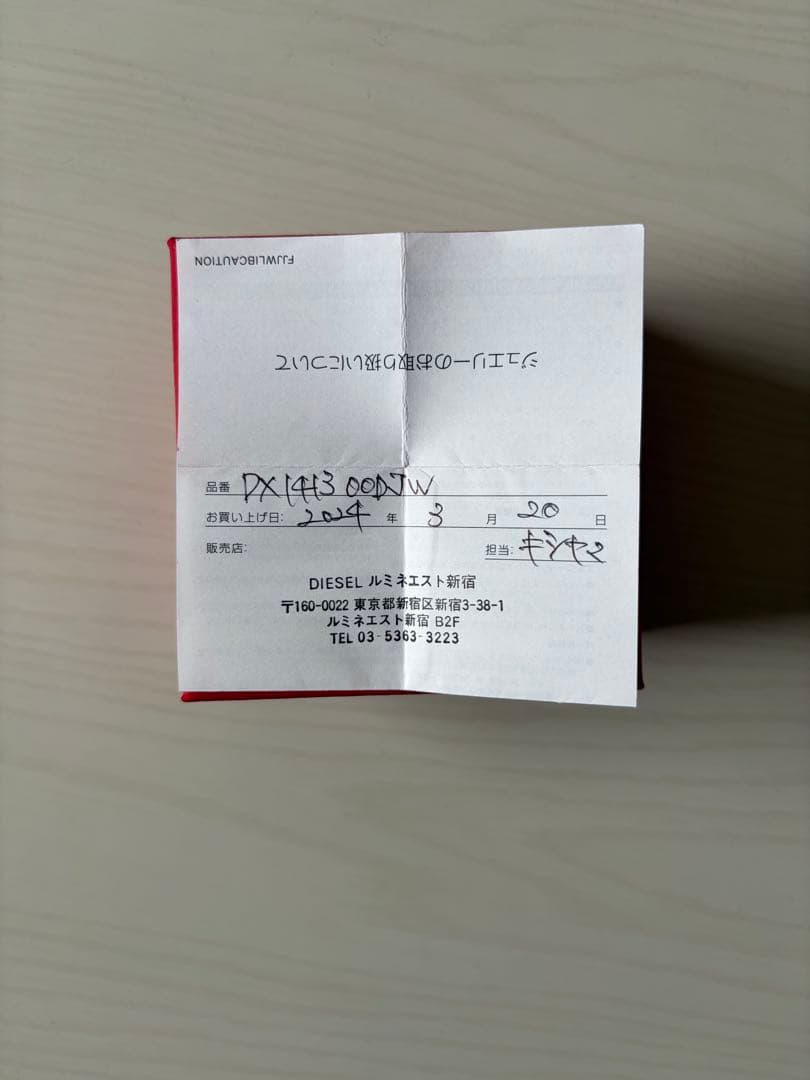 FJJWLIBCAUTION
ジュエリーのお取り扱いについて
品番 DX1413 00DJW
お買い上げ日: 2024 年 3 月 20 日
販売店: 担当: キシヤマ
DIESEL ルミネエスト新宿
〒160-0022 東京都新宿区新宿3-38-1
ルミネエスト新宿 B2F
TEL 03-5363-3223